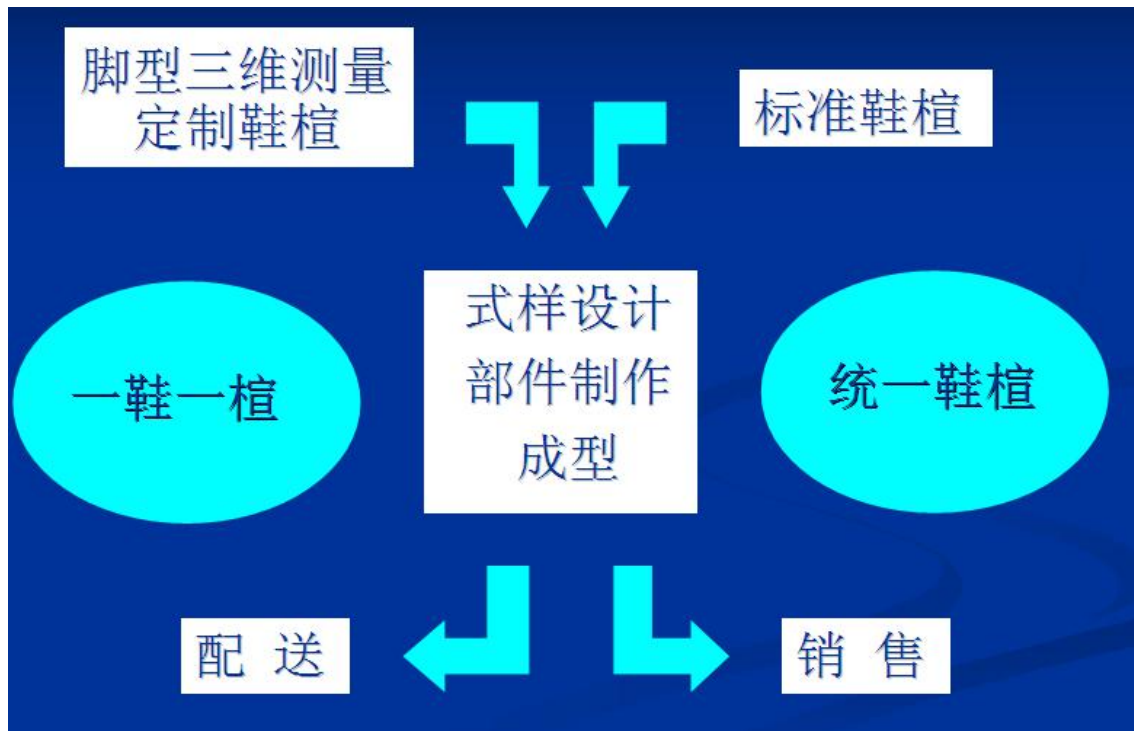 脚型三维测量
定制鞋楦
标准鞋楦
式样设计
部件制作
成型
一鞋一楦
统一鞋楦
配 送
销 售